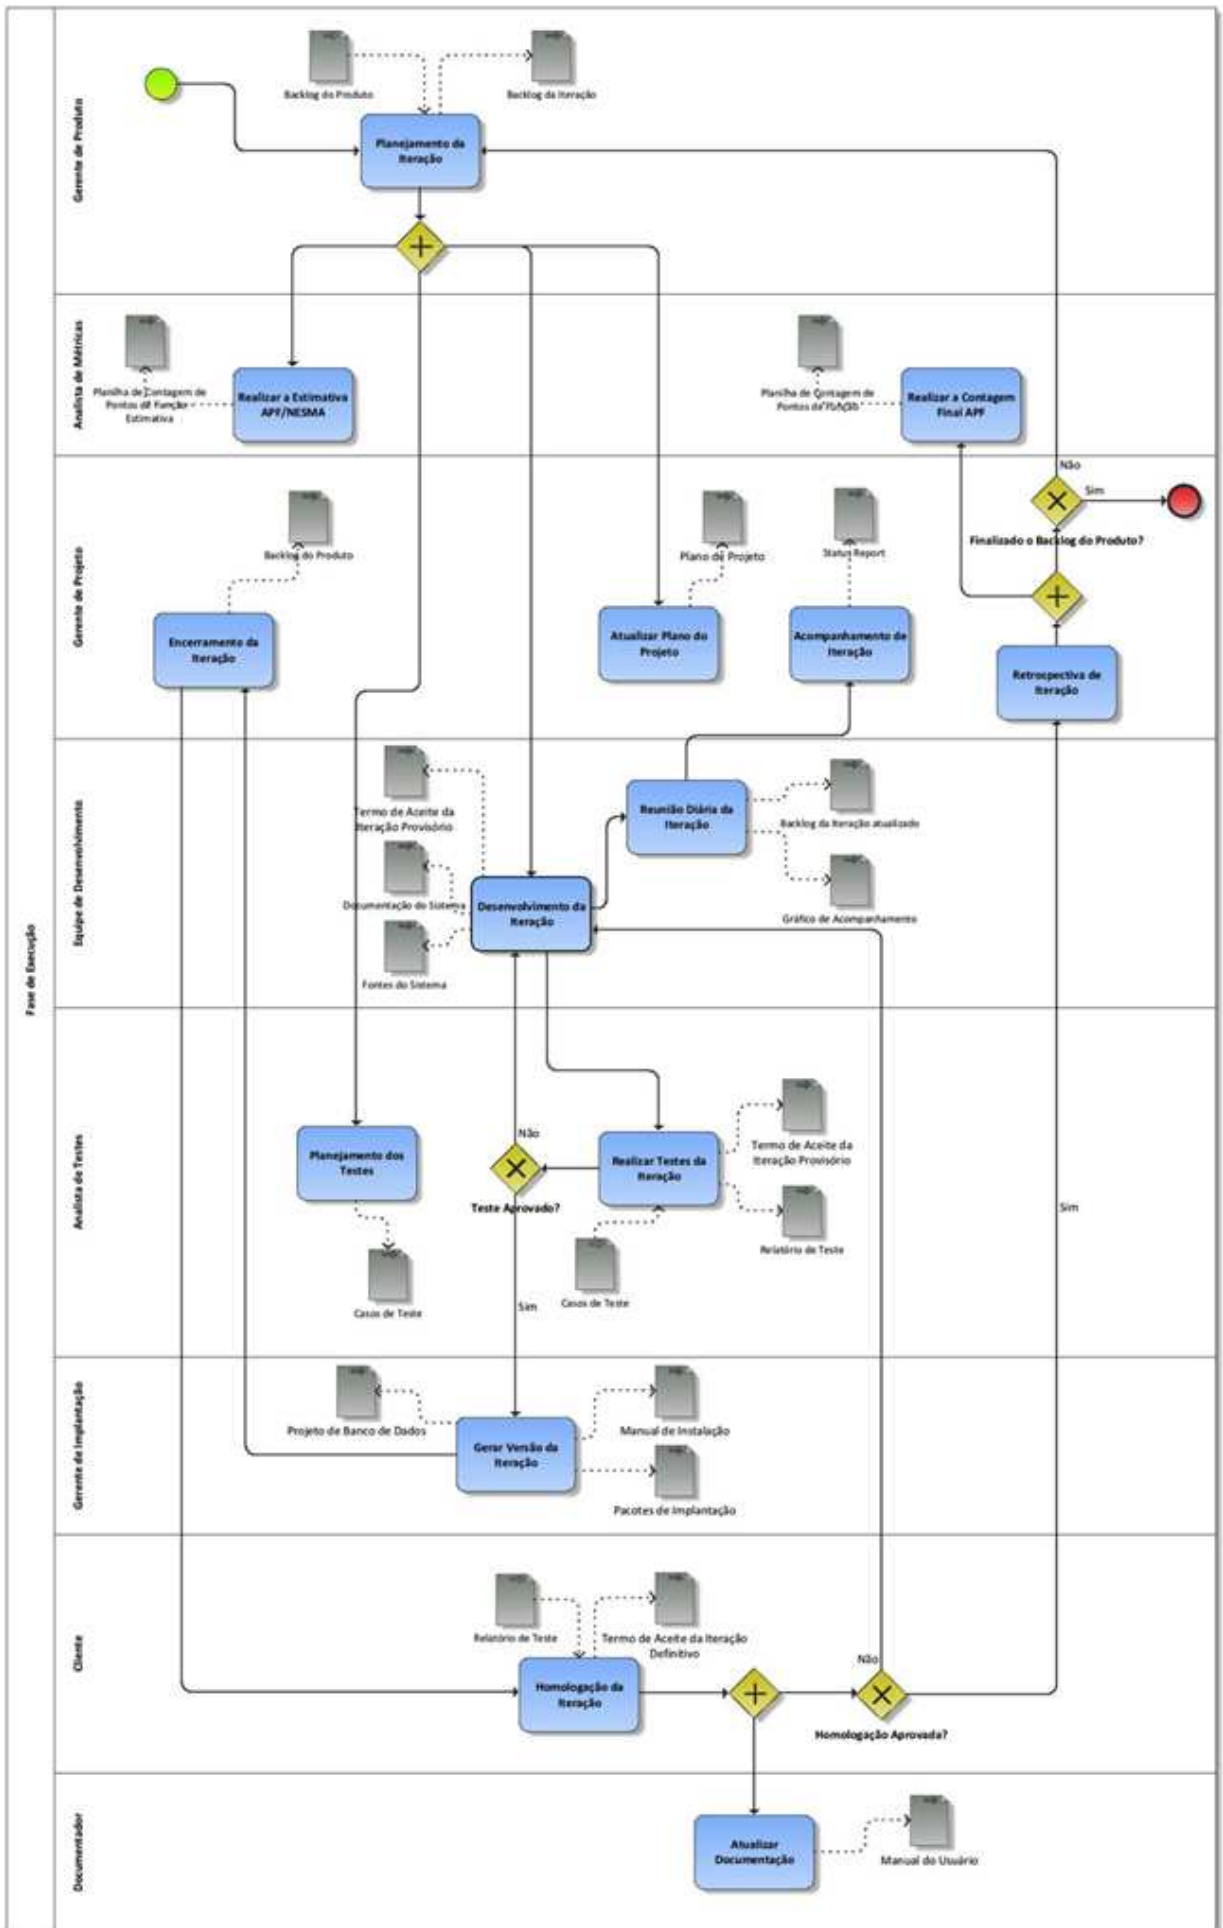 Fase de Execução
Gerente de Produto
Backlog do Produto
Backlog da Iteração
Planejamento da
Iteração
Analista de Métricas
Planilha de Contagem de
Pontos de Função
Estimativa
Realizar a Estimativa
APF/NESMA
Planilha de Contagem de
Pontos de Função
Realizar a Contagem
Final APF
Gerente de Projeto
Não
Sim
Finalizado o Backlog do Produto?
Backlog do Produto
Plano de Projeto
Status Report
Encerramento da
Iteração
Atualizar Plano do
Projeto
Acompanhamento de
Iteração
Retrospectiva de
Iteração
Equipe de Desenvolvimento
Termo de Aceite da
Iteração Provisório
Documentação do Sistema
Fontes do Sistema
Desenvolvimento da
Iteração
Reunião Diária da
Iteração
Backlog da Iteração atualizado
Gráfico de Acompanhamento
Analista de Testes
Planejamento dos
Testes
Casos de Teste
Não
Teste Aprovado?
Sim
Realizar Testes da
Iteração
Casos de Teste
Termo de Aceite da
Iteração Provisório
Relatório de Teste
Sim
Gerente de Implantação
Projeto de Banco de Dados
Gerar Versão da
Iteração
Manual de Instalação
Pacotes de Implantação
Cliente
Relatório de Teste
Termo de Aceite da Iteração
Definitivo
Homologação da
Iteração
Não
Homologação Aprovada?
Documentador
Atualizar
Documentação
Manual do Usuário